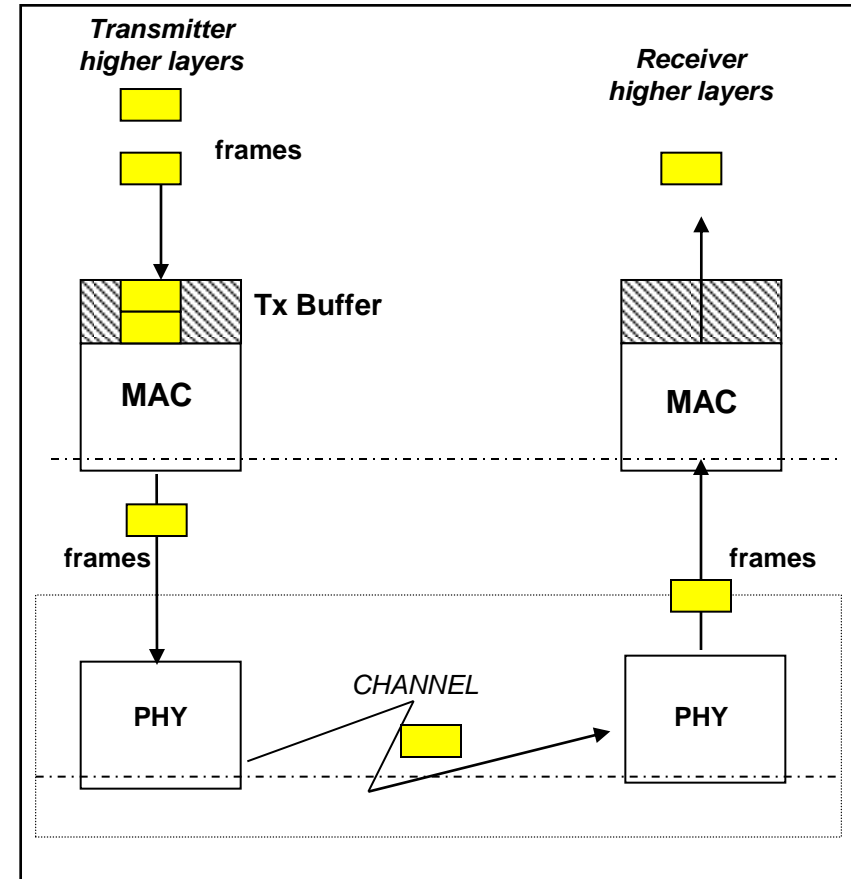 Transmitter
higher layers
Receiver
higher layers
frames
Tx Buffer
MAC
MAC
frames
frames
CHANNEL
PHY
PHY